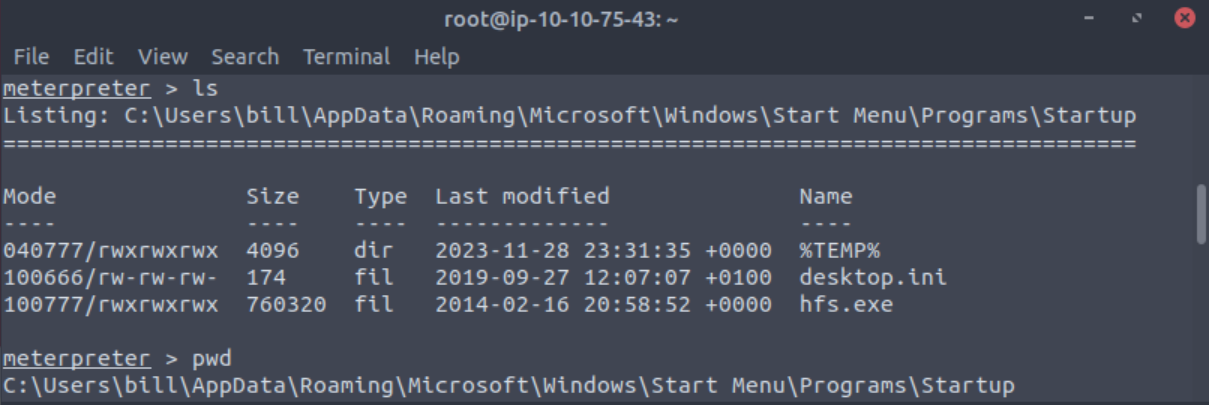 root@ip-10-10-75-43: ~
File Edit View Search Terminal Help
meterpreter > ls
Listing: C:\Users\bill\AppData\Roaming\Microsoft\Windows\Start Menu\Programs\Startup
====================================================================================

Mode              Size    Type  Last modified              Name
----              ----    ----  -------------              ----
040777/rwxrwxrwx  4096    dir   2023-11-28 23:31:35 +0000  %TEMP%
100666/rw-rw-rw-  174     fil   2019-09-27 12:07:07 +0100  desktop.ini
100777/rwxrwxrwx  760320  fil   2014-02-16 20:58:52 +0000  hfs.exe

meterpreter > pwd
C:\Users\bill\AppData\Roaming\Microsoft\Windows\Start Menu\Programs\Startup